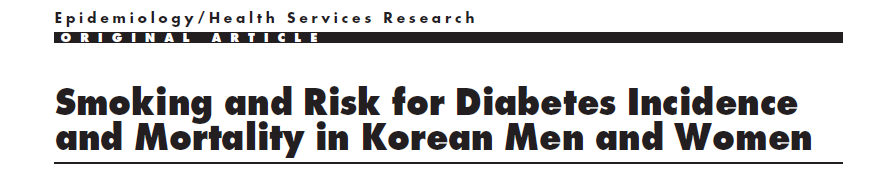 Epidemiology/Health Services Research
ORIGINAL ARTICLE
Smoking and Risk for Diabetes Incidence
and Mortality in Korean Men and Women